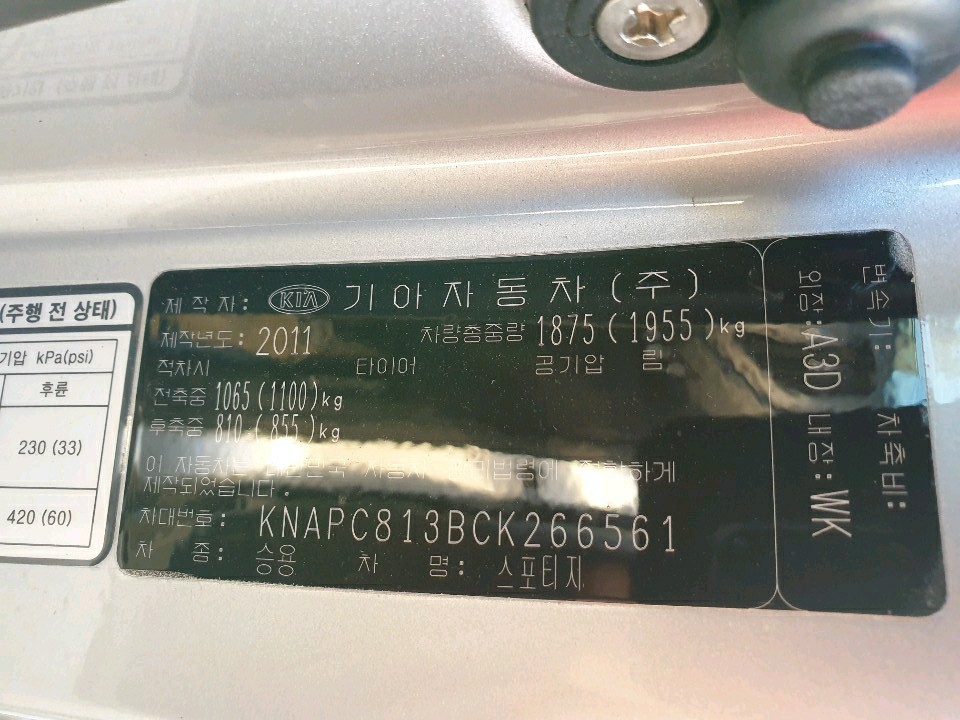 (주행 전 상태)
기압 kPa(psi)
후륜
230 (33)
420 (60)
제 작 자: KIA 기아자동차(주)
제작년도: 2011 차량총중량 1875(1955)kg
적차시 타이어 공기압 림
전축중 1065(1100)kg
후축중 810(855)kg
이 자동차는
하게
제작되었습니다.
차대번호: KNAPC813BCK266561
차 종: 승용 차 명: 스포티지
변속기: 차축비:
외장:A3D 내장:WK